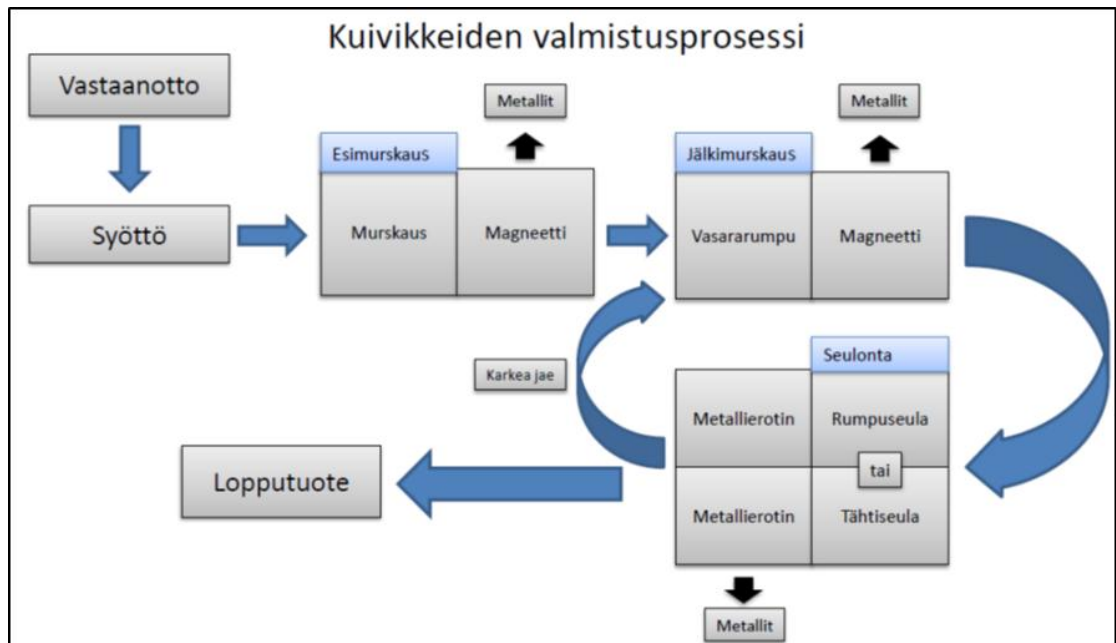 Kuivikkeiden valmistusprosessi
Vastaanotto
Syöttö
Esimurskaus
Murskaus
Magneetti
Metallit
Jälkimurskaus
Vasararumpu
Magneetti
Metallit
Seulonta
Rumpuseula
tai
Tähtiseula
Metallierotin
Metallierotin
Metallit
Karkea jae
Lopputuote